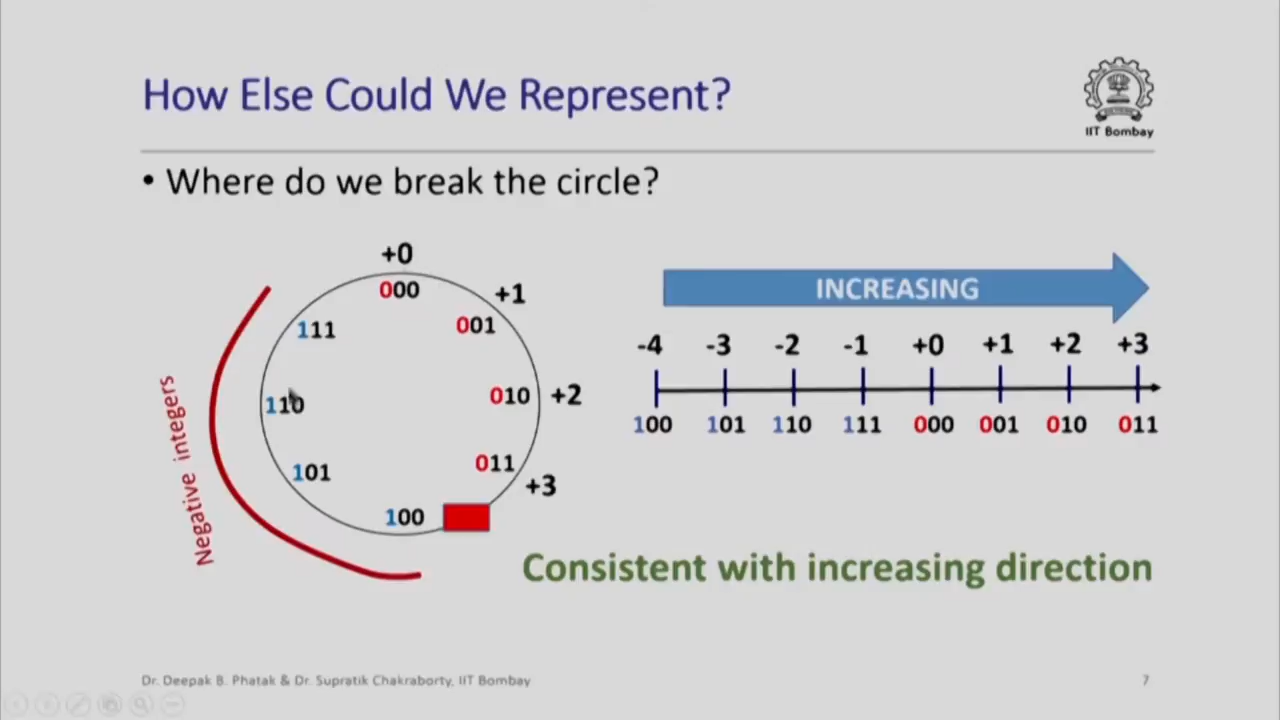 How Else Could We Represent?
IIT Bombay
• Where do we break the circle?
+0
000
+1
001
+2
010
+3
011
100
101
110
111
Negative integers
INCREASING
-4 -3 -2 -1 +0 +1 +2 +3
100 101 110 111 000 001 010 011
Consistent with increasing direction
Dr. Deepak B. Phatak & Dr. Supratik Chakraborty, IIT Bombay
7